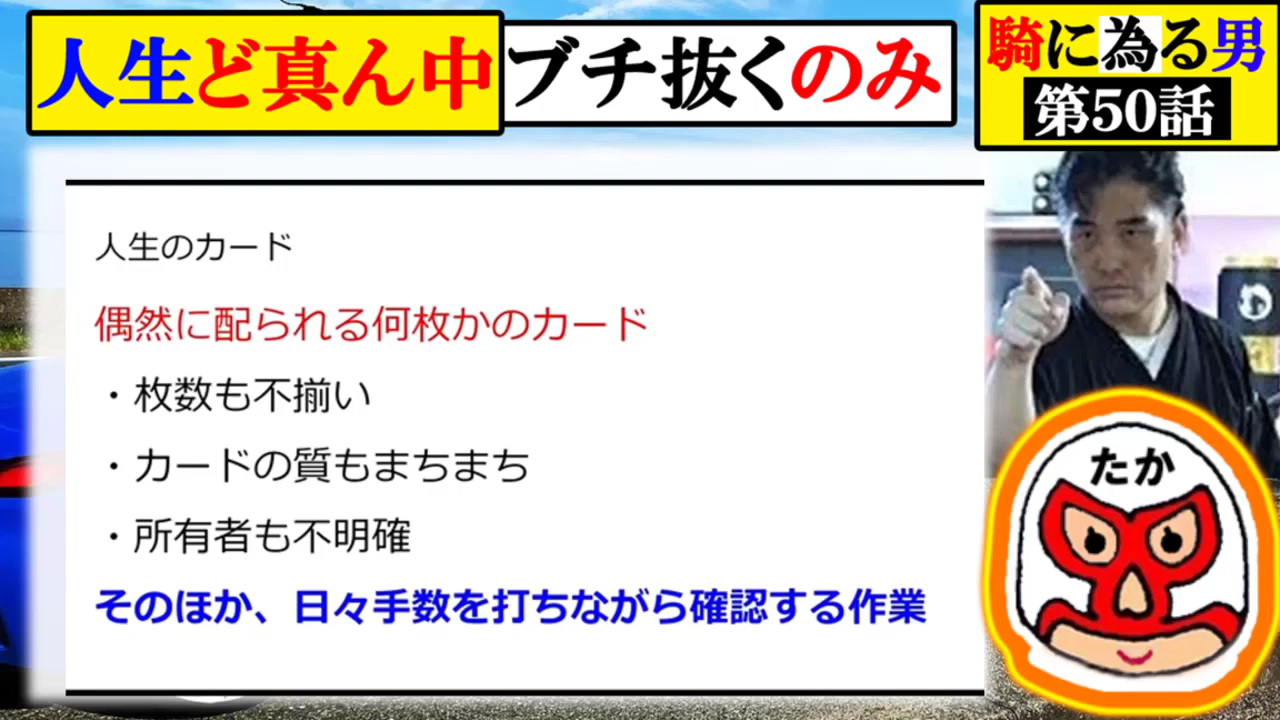 人生ど真ん中ブチ抜くのみ
騎に為る男
第50話
人生のカード
偶然に配られる何枚かのカード
・枚数も不揃い
・カードの質もまちまち
・所有者も不明確
そのほか、日々手数を打ちながら確認する作業
たか